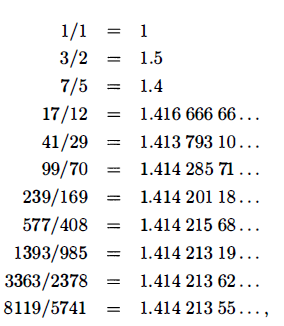 1/1 = 1
3/2 = 1.5
7/5 = 1.4
17/12 = 1.416 666 66 ...
41/29 = 1.413 793 10 ...
99/70 = 1.414 285 71 ...
239/169 = 1.414 201 18 ...
577/408 = 1.414 215 68 ...
1393/985 = 1.414 213 19 ...
3363/2378 = 1.414 213 62 ...
8119/5741 = 1.414 213 55 ... ,